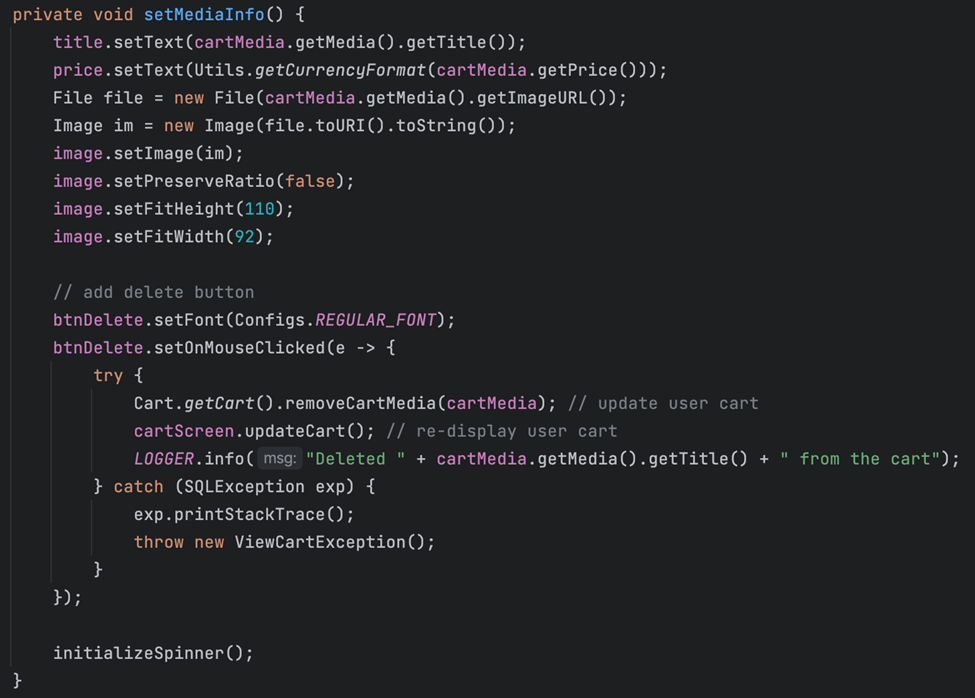 private void setMediaInfo() {
    title.setText(cartMedia.getMedia().getTitle());
    price.setText(Utils.getCurrencyFormat(cartMedia.getPrice()));
    File file = new File(cartMedia.getMedia().getImageURL());
    Image im = new Image(file.toURI().toString());
    image.setImage(im);
    image.setPreserveRatio(false);
    image.setFitHeight(110);
    image.setFitWidth(92);

    // add delete button
    btnDelete.setFont(Configs.REGULAR_FONT);
    btnDelete.setOnMouseClicked(e -> {
        try {
            Cart.getCart().removeCartMedia(cartMedia); // update user cart
            cartScreen.updateCart(); // re-display user cart
            LOGGER.info( msg: "Deleted " + cartMedia.getMedia().getTitle() + " from the cart");
        } catch (SQLException exp) {
            exp.printStackTrace();
            throw new ViewCartException();
        }
    });

    initializeSpinner();
}